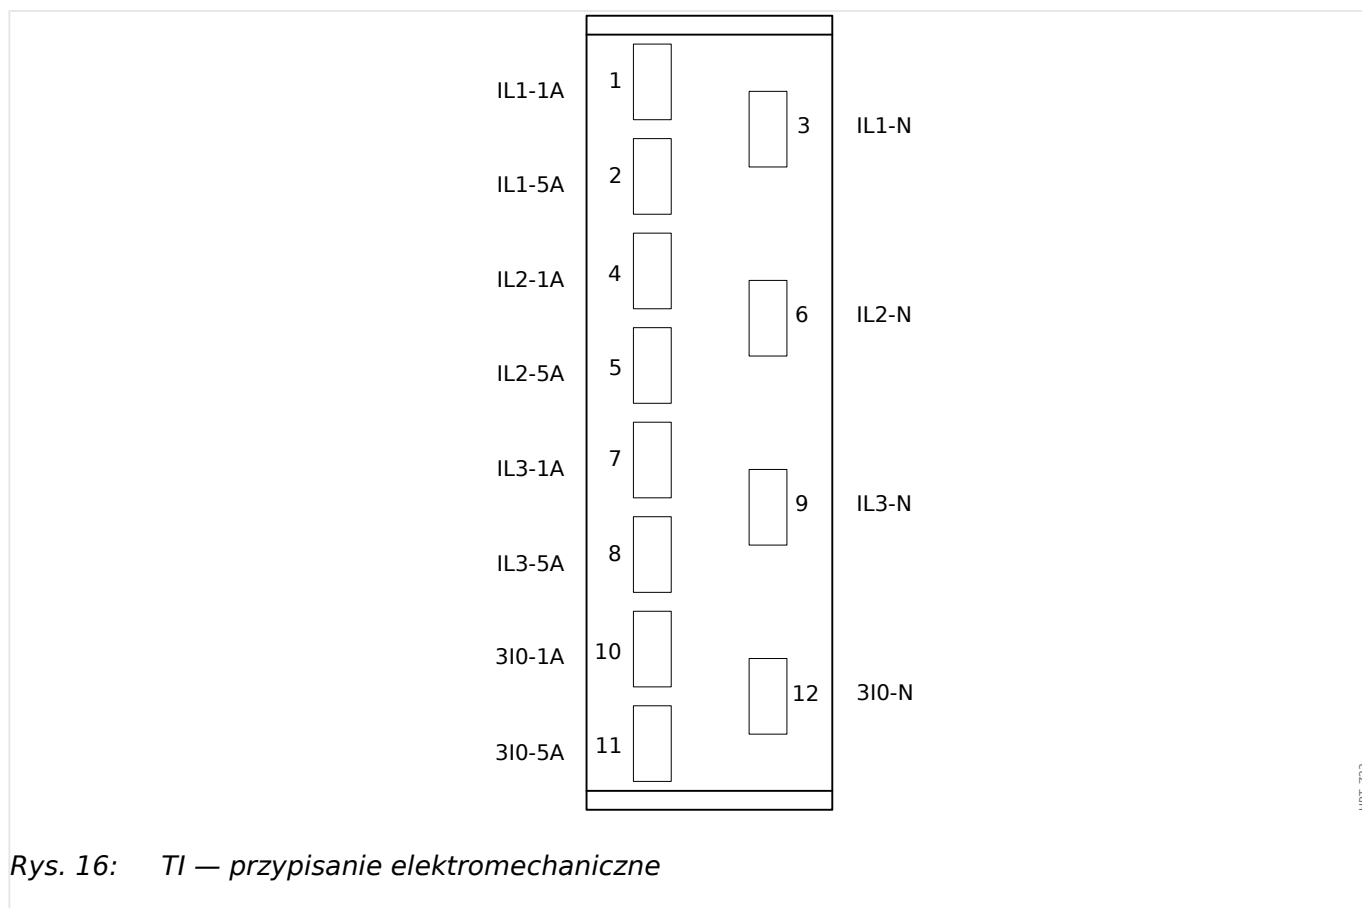 IL1-1A 1
3 IL1-N
IL1-5A 2
IL2-1A 4
6 IL2-N
IL2-5A 5
IL3-1A 7
9 IL3-N
IL3-5A 8
3I0-1A 10
12 3I0-N
3I0-5A 11
Rys. 16: TI — przypisanie elektromechaniczne